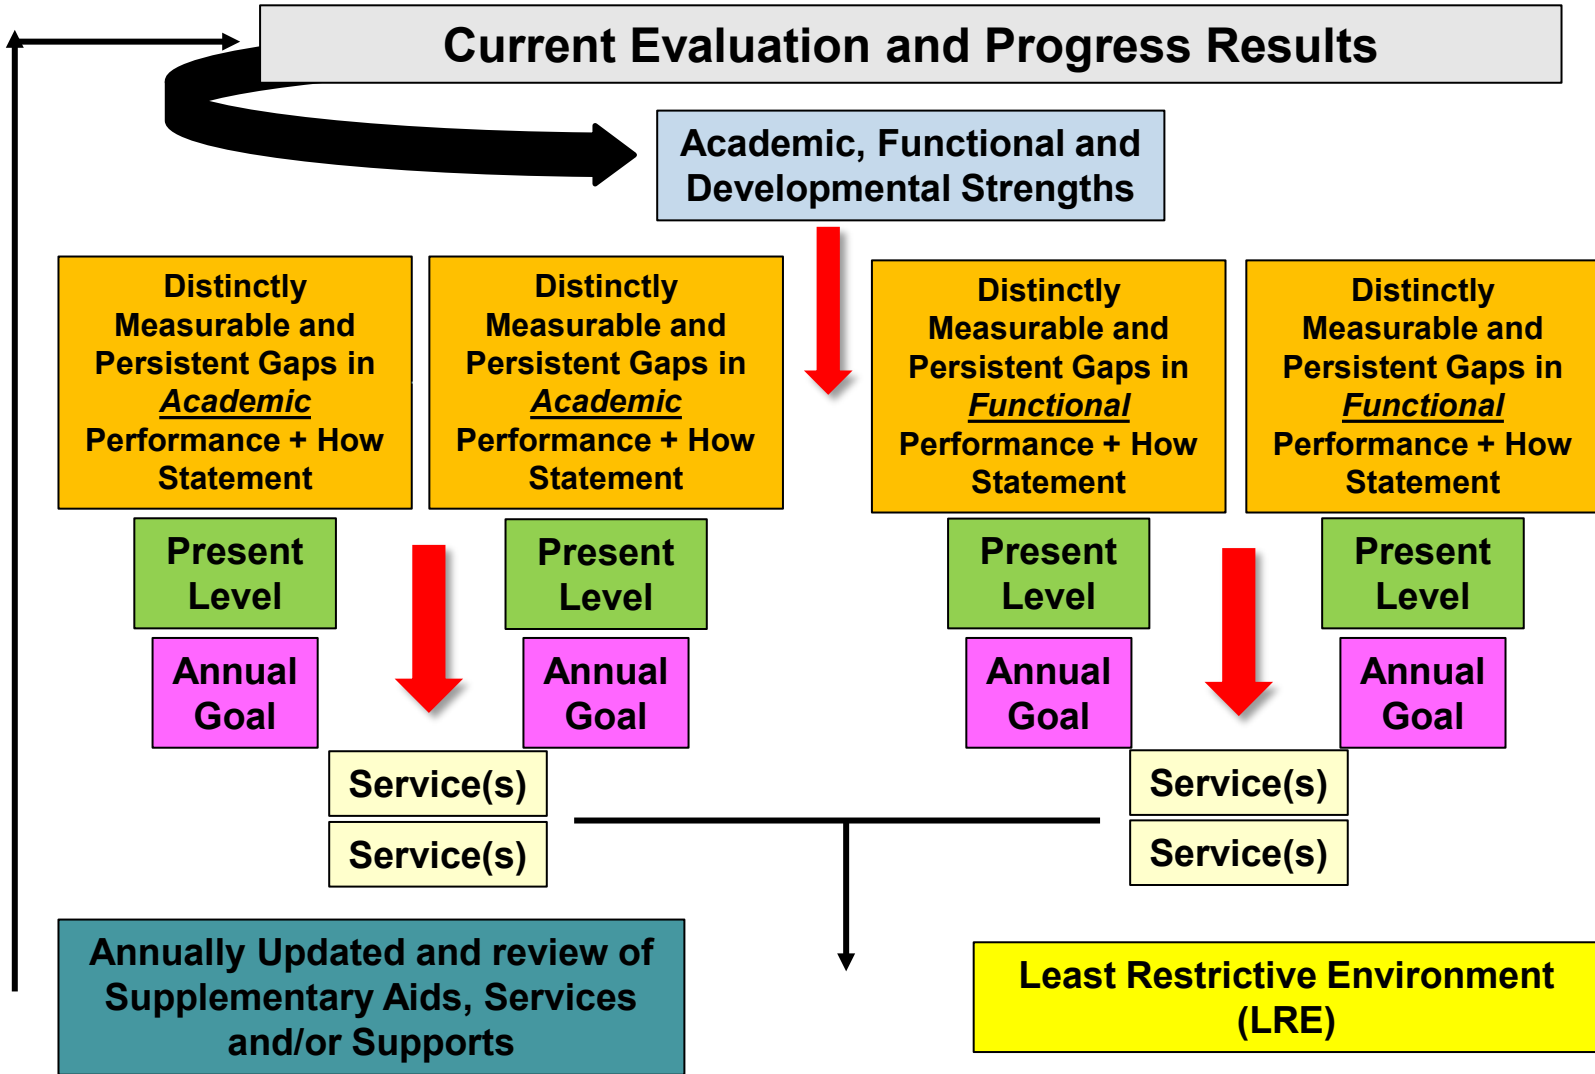 Current Evaluation and Progress Results
Academic, Functional and
Developmental Strengths
Distinctly
Measurable and
Persistent Gaps in
Academic
Performance + How
Statement
Distinctly
Measurable and
Persistent Gaps in
Academic
Performance + How
Statement
Distinctly
Measurable and
Persistent Gaps in
Functional
Performance + How
Statement
Distinctly
Measurable and
Persistent Gaps in
Functional
Performance + How
Statement
Present
Level
Present
Level
Present
Level
Present
Level
Annual
Goal
Annual
Goal
Annual
Goal
Annual
Goal
Service(s)
Service(s)
Service(s)
Service(s)
Annually Updated and review of
Supplementary Aids, Services
and/or Supports
Least Restrictive Environment
(LRE)